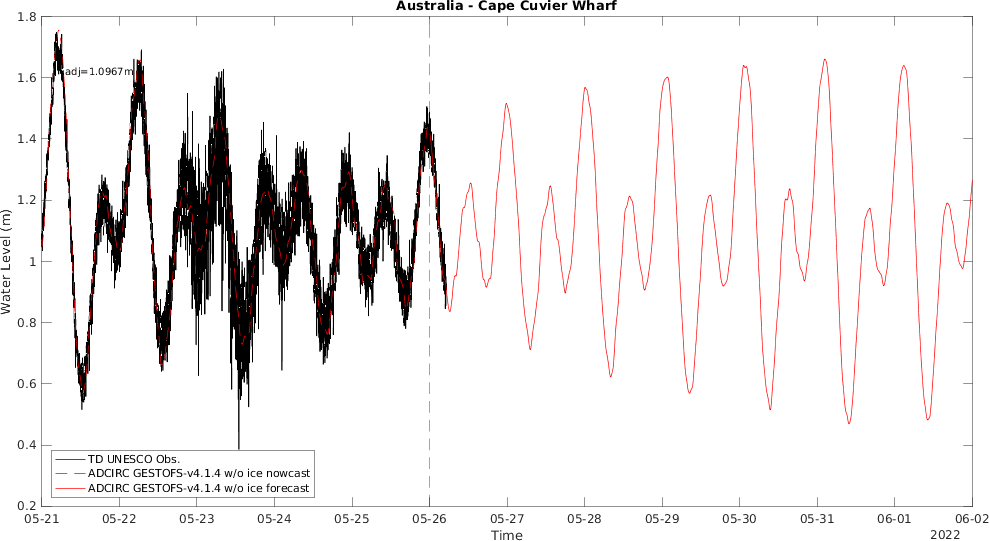 Australia - Cape Cuvier Wharf
1.8
1.6
1.4
1.2
1
0.8
0.6
0.4
0.2
Water Level (m)
adj=1.0967m
TD UNESCO Obs.
ADCIRC GESTOFS-v4.1.4 w/o ice nowcast
ADCIRC GESTOFS-v4.1.4 w/o ice forecast
05-21 05-22 05-23 05-24 05-25 05-26 05-27 05-28 05-29 05-30 05-31 06-01 06-02
Time
2022